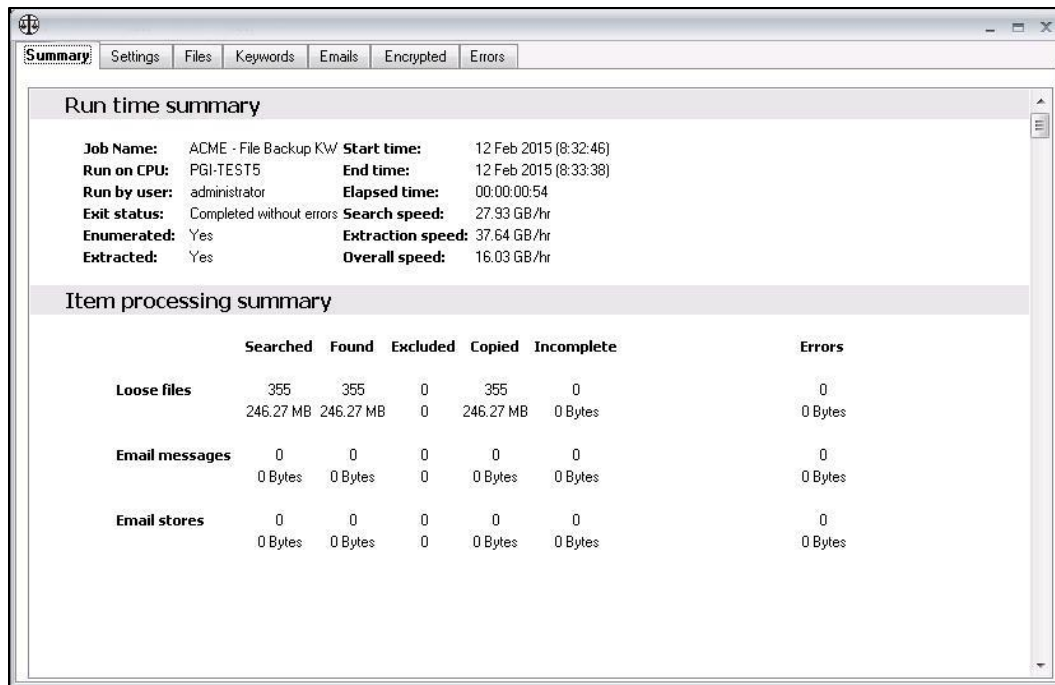 Summary Settings Files Keywords Emails Encrypted Errors
Run time summary
Job Name: ACME - File Backup KW Start time: 12 Feb 2015 (8:32:46)
Run on CPU: PGI-TEST5 End time: 12 Feb 2015 (8:33:38)
Run by user: administrator Elapsed time: 00:00:00:54
Exit status: Completed without errors Search speed: 27.93 GB/hr
Enumerated: Yes Extraction speed: 37.64 GB/hr
Extracted: Yes Overall speed: 16.03 GB/hr
Item processing summary
Searched Found Excluded Copied Incomplete Errors
Loose files 355 355 0 355 0 0
246.27 MB 246.27 MB 0 246.27 MB 0 Bytes 0 Bytes
Email messages 0 0 0 0 0 0
0 Bytes 0 Bytes 0 0 Bytes 0 Bytes 0 Bytes
Email stores 0 0 0 0 0 0
0 Bytes 0 Bytes 0 0 Bytes 0 Bytes 0 Bytes